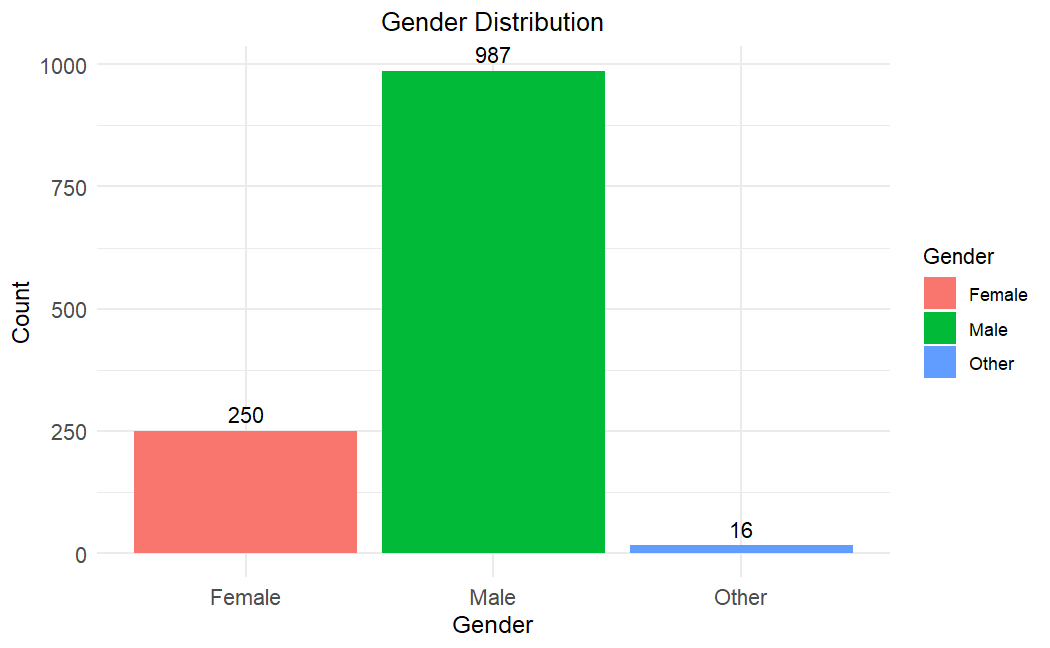 Gender Distribution
987
1000
750
500
250
0
250
16
Count
Female
Male
Other
Gender
Gender
Female
Male
Other